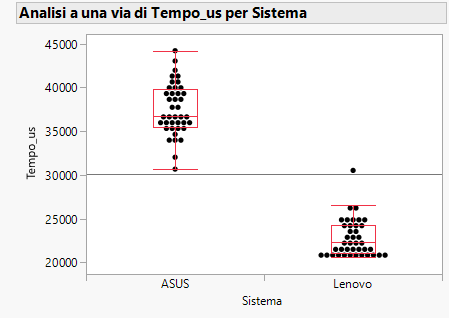 Analisi a una via di Tempo_us per Sistema
45000
40000
35000
30000
25000
20000
Tempo_us
ASUS Lenovo
Sistema